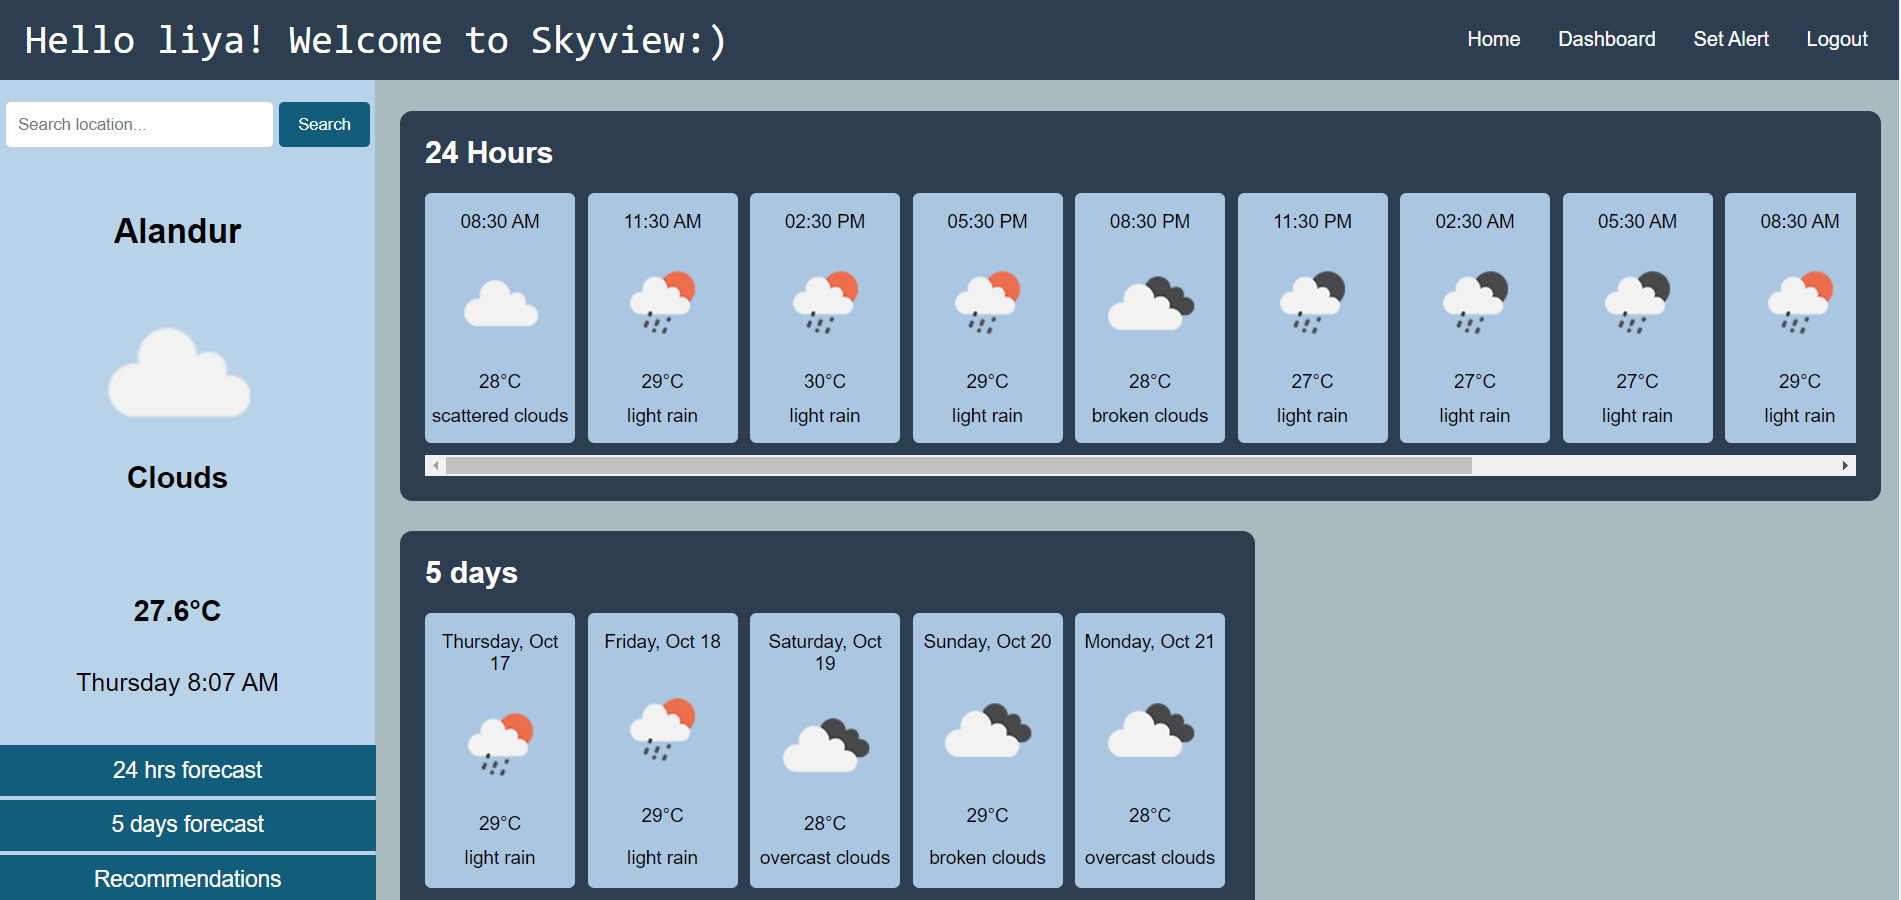 Hello liya! Welcome to Skyview:)
Home Dashboard Set Alert Logout
Search location...
Search
Alandur
Clouds
27.6°C
Thursday 8:07 AM
24 hrs forecast
5 days forecast
Recommendations
24 Hours
08:30 AM
28°C
scattered clouds
11:30 AM
29°C
light rain
02:30 PM
30°C
light rain
05:30 PM
29°C
light rain
08:30 PM
28°C
broken clouds
11:30 PM
27°C
light rain
02:30 AM
27°C
light rain
05:30 AM
27°C
light rain
08:30 AM
29°C
light rain
5 days
Thursday, Oct
17
29°C
light rain
Friday, Oct 18
29°C
light rain
Saturday, Oct
19
28°C
overcast clouds
Sunday, Oct 20
29°C
broken clouds
Monday, Oct 21
28°C
overcast clouds